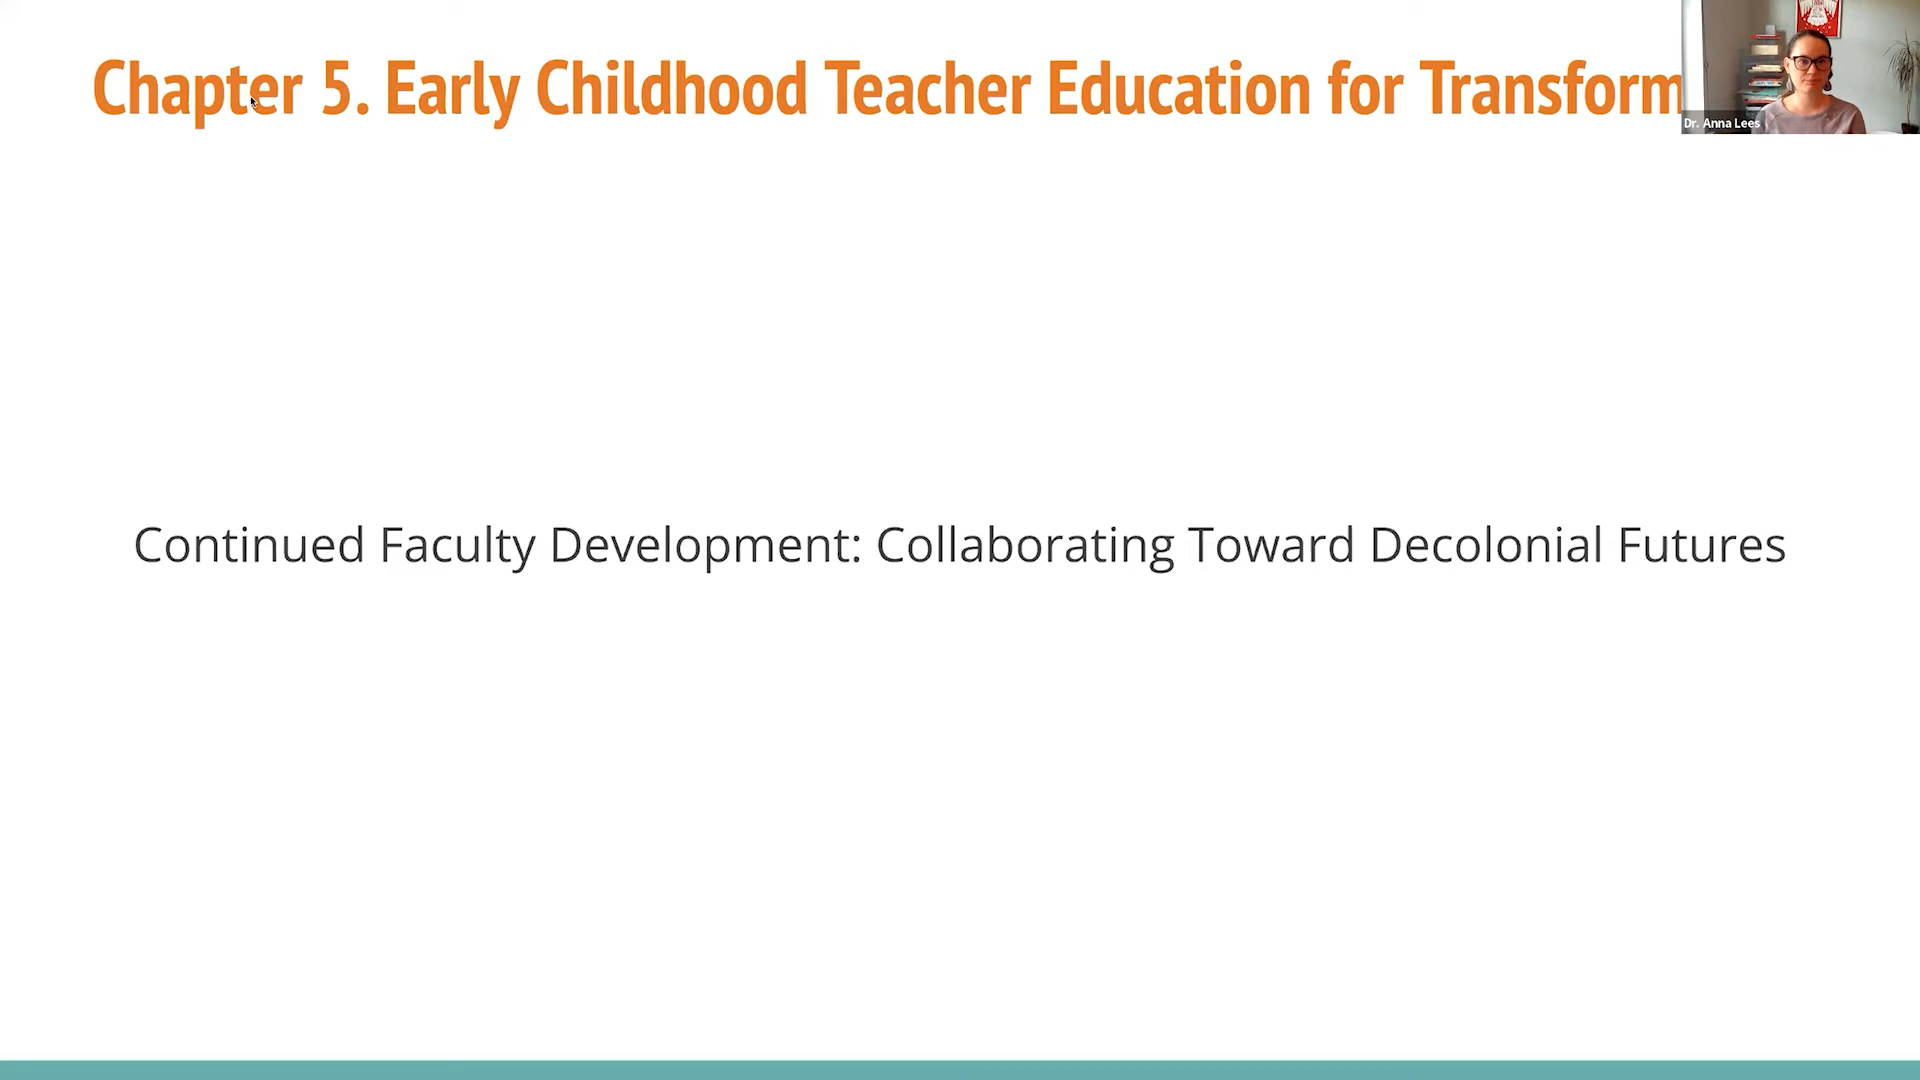 Chapter 5. Early Childhood Teacher Education for Transform
Dr. Anna Lees
Continued Faculty Development: Collaborating Toward Decolonial Futures